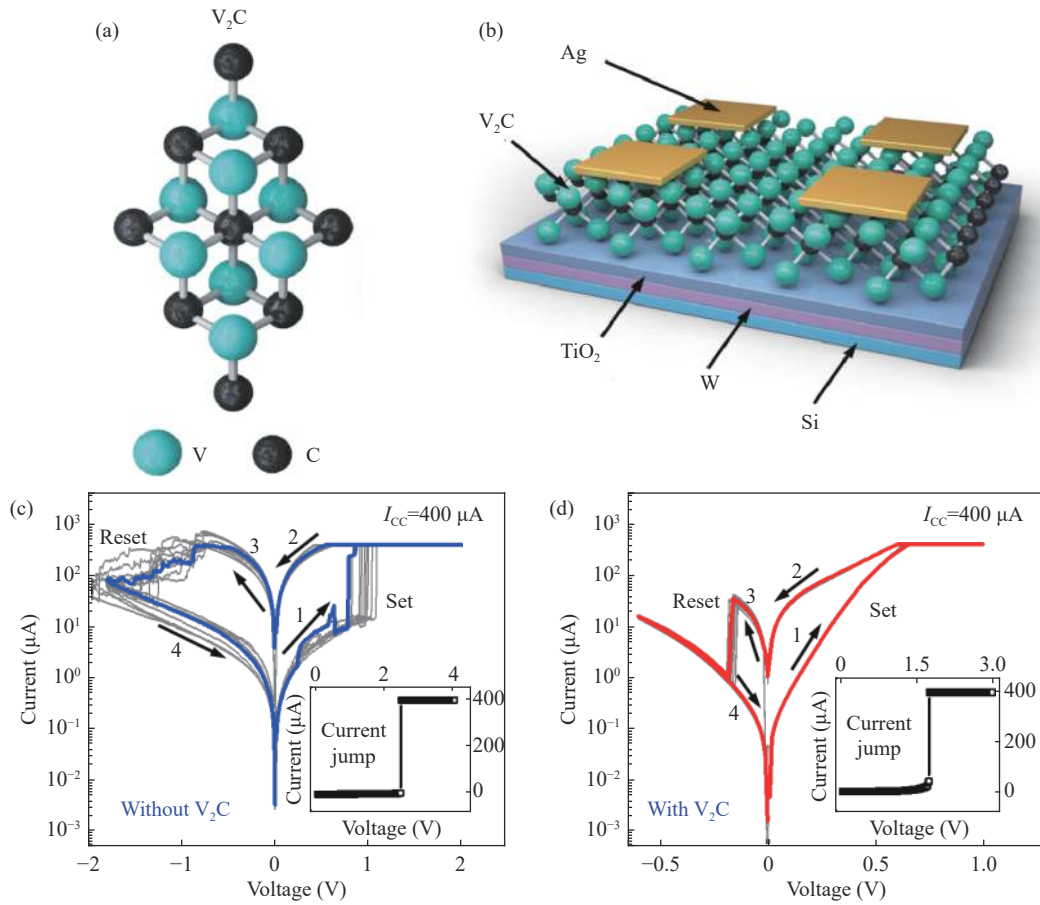 (a)
V₂C
V
C
(b)
Ag
V₂C
TiO₂
W
Si
(c)
10³
10²
10¹
10⁰
10⁻¹
10⁻²
10⁻³
Current (μA)
I_CC=400 μA
Reset
3
2
1
Set
4
0 2 4
400
200
0
Current (μA)
Current
jump
Voltage (V)
Without V₂C
−2 −1 0 1 2
Voltage (V)
(d)
10³
10²
10¹
10⁰
10⁻¹
10⁻²
10⁻³
Current (μA)
I_CC=400 μA
Reset
3
2
1
Set
4
0 1.5 3.0
400
200
0
Current (μA)
Current
jump
Voltage (V)
With V₂C
−0.5 0 0.5 1.0
Voltage (V)